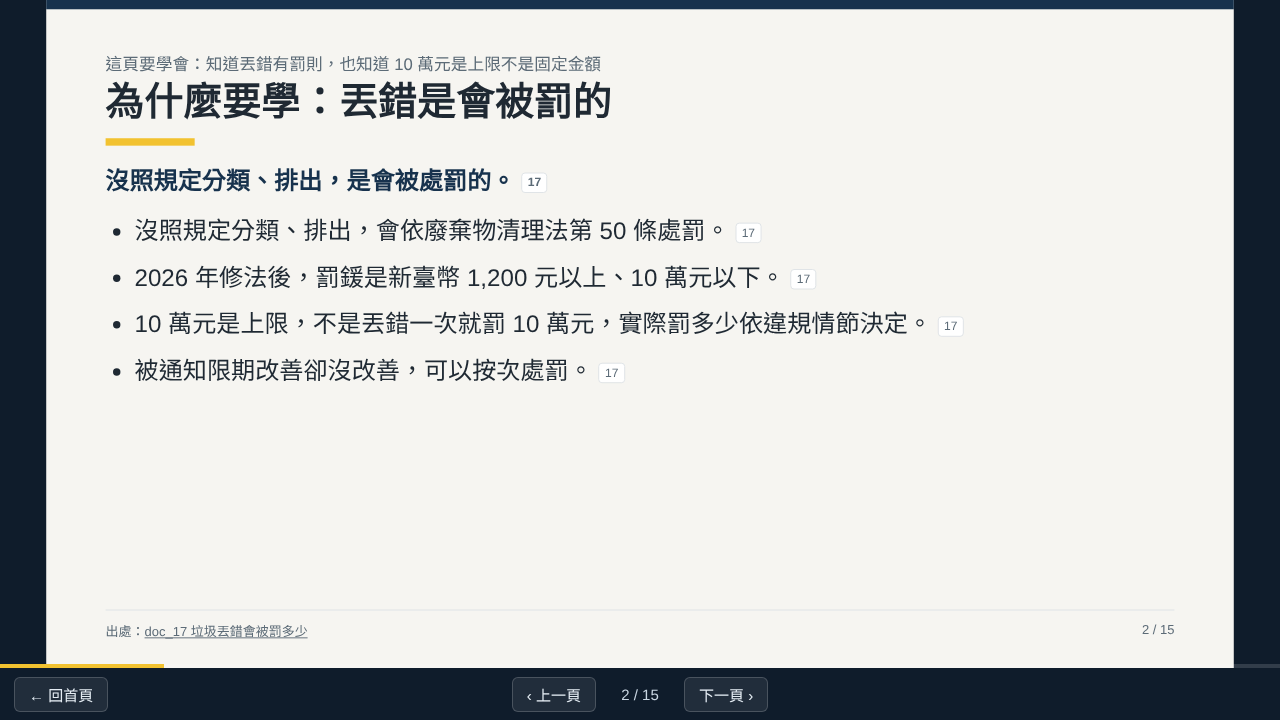 這頁要學會：知道丟錯有罰則，也知道 10 萬元是上限不是固定金額
為什麼要學：丟錯是會被罰的
沒照規定分類、排出，是會被處罰的。 17
• 沒照規定分類、排出，會依廢棄物清理法第 50 條處罰。 17
• 2026 年修法後，罰鍰是新臺幣 1,200 元以上、10 萬元以下。 17
• 10 萬元是上限，不是丟錯一次就罰 10 萬元，實際罰多少依違規情節決定。 17
• 被通知限期改善卻沒改善，可以按次處罰。 17
出處：doc_17 垃圾丟錯會被罰多少
2 / 15
← 回首頁
‹ 上一頁
2 / 15
下一頁 ›